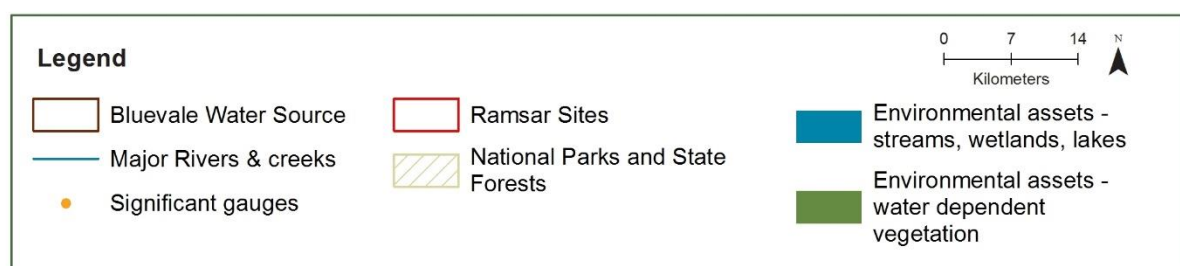 Legend
Bluevale Water Source
Major Rivers & creeks
Significant gauges
Ramsar Sites
National Parks and State
Forests
0 7 14
Kilometers
N
Environmental assets -
streams, wetlands, lakes
Environmental assets -
water dependent
vegetation